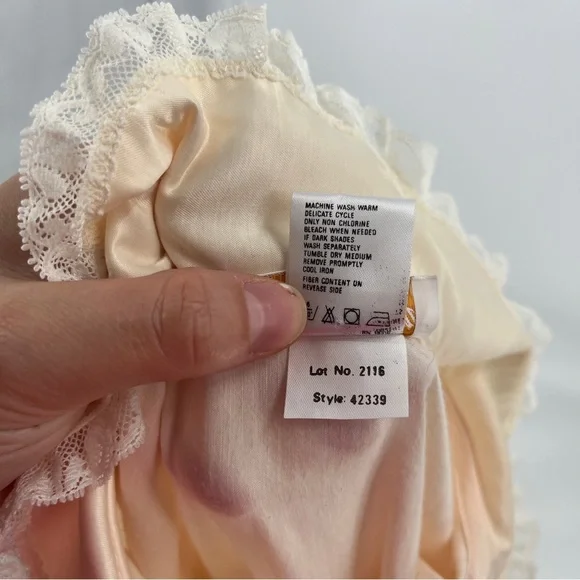 MACHINE WASH WARM
DELICATE CYCLE
ONLY NON CHLORINE
BLEACH WHEN NEEDED
IF DARK SHADES
WASH SEPARATELY
TUMBLE DRY MEDIUM
REMOVE PROMPTLY
COOL IRON
FIBER CONTENT ON
REVERSE SIDE
Lot No. 2116
Style: 42339